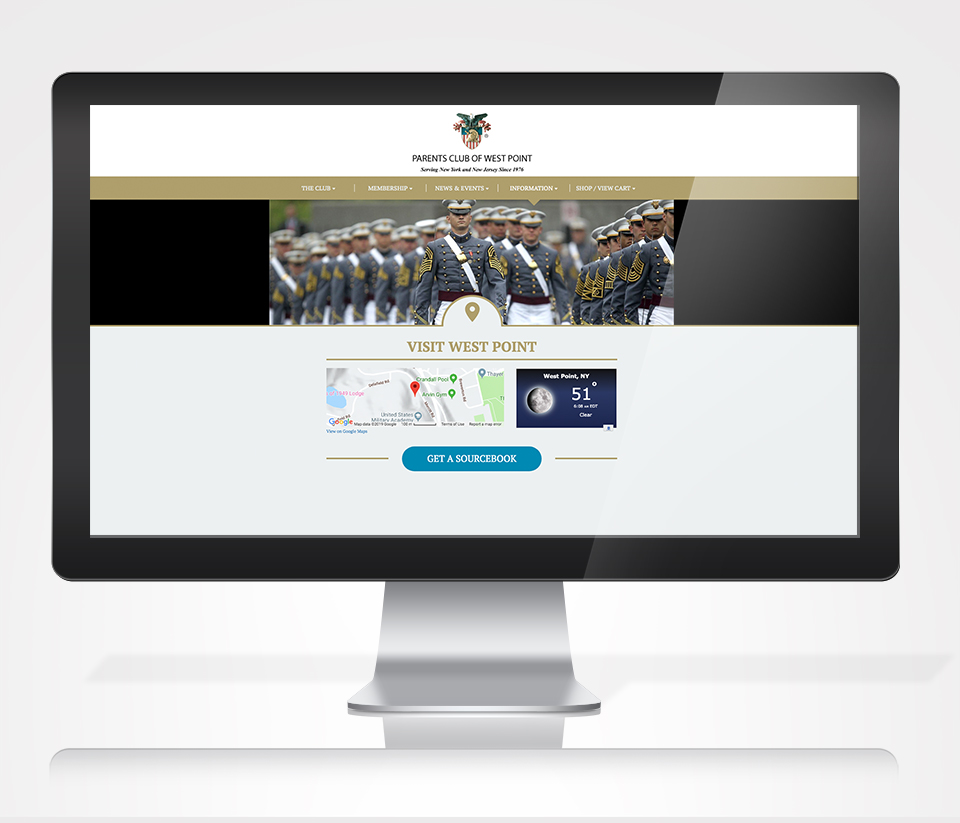 PARENTS CLUB OF WEST POINT
Serving New York and New Jersey Since 1976
THE CLUB
MEMBERSHIP
NEWS & EVENTS
INFORMATION
SHOP / VIEW CART
VISIT WEST POINT
Crandall Pool
Thayer
Arvin Gym
949 Lodge
United States
Military Academy
Google
Map data ©2019 Google
100 m
Terms of Use
Report a map error
View on Google Maps
West Point, NY
51°
6:08 am EDT
Clear
GET A SOURCEBOOK